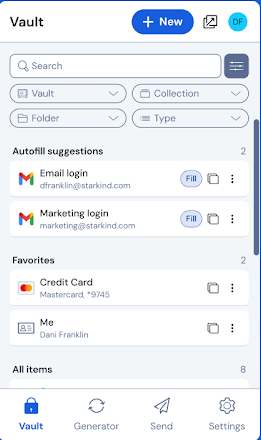 Vault
New
DF
Search
Vault
Collection
Folder
Type
Autofill suggestions 2
Email login
dfranklin@starkind.com
Fill
Marketing login
marketing@starkind.com
Fill
Favorites 2
Credit Card
Mastercard, *9745
Me
Dani Franklin
All items 8
Vault
Generator
Send
Settings